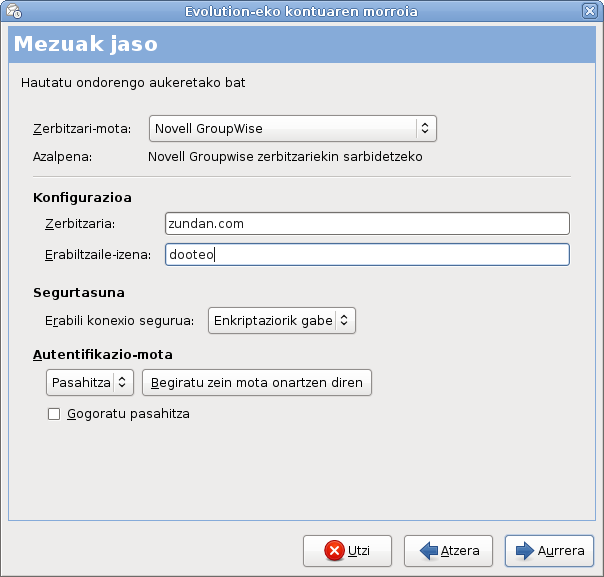 Evolution-eko kontuaren morroia
Mezuak jaso
Hautatu ondorengo aukeretako bat
Zerbitzari-mota: Novell GroupWise
Azalpena: Novell Groupwise zerbitzariekin sarbidetzeko
Konfigurazioa
Zerbitzaria: zundan.com
Erabiltzaile-izena: dooteo
Segurtasuna
Erabili konexio segurua: Enkriptaziorik gabe
Autentifikazio-mota
Pasahitza Begiratu zein mota onartzen diren
Gogoratu pasahitza
Utzi Atzera Aurrera